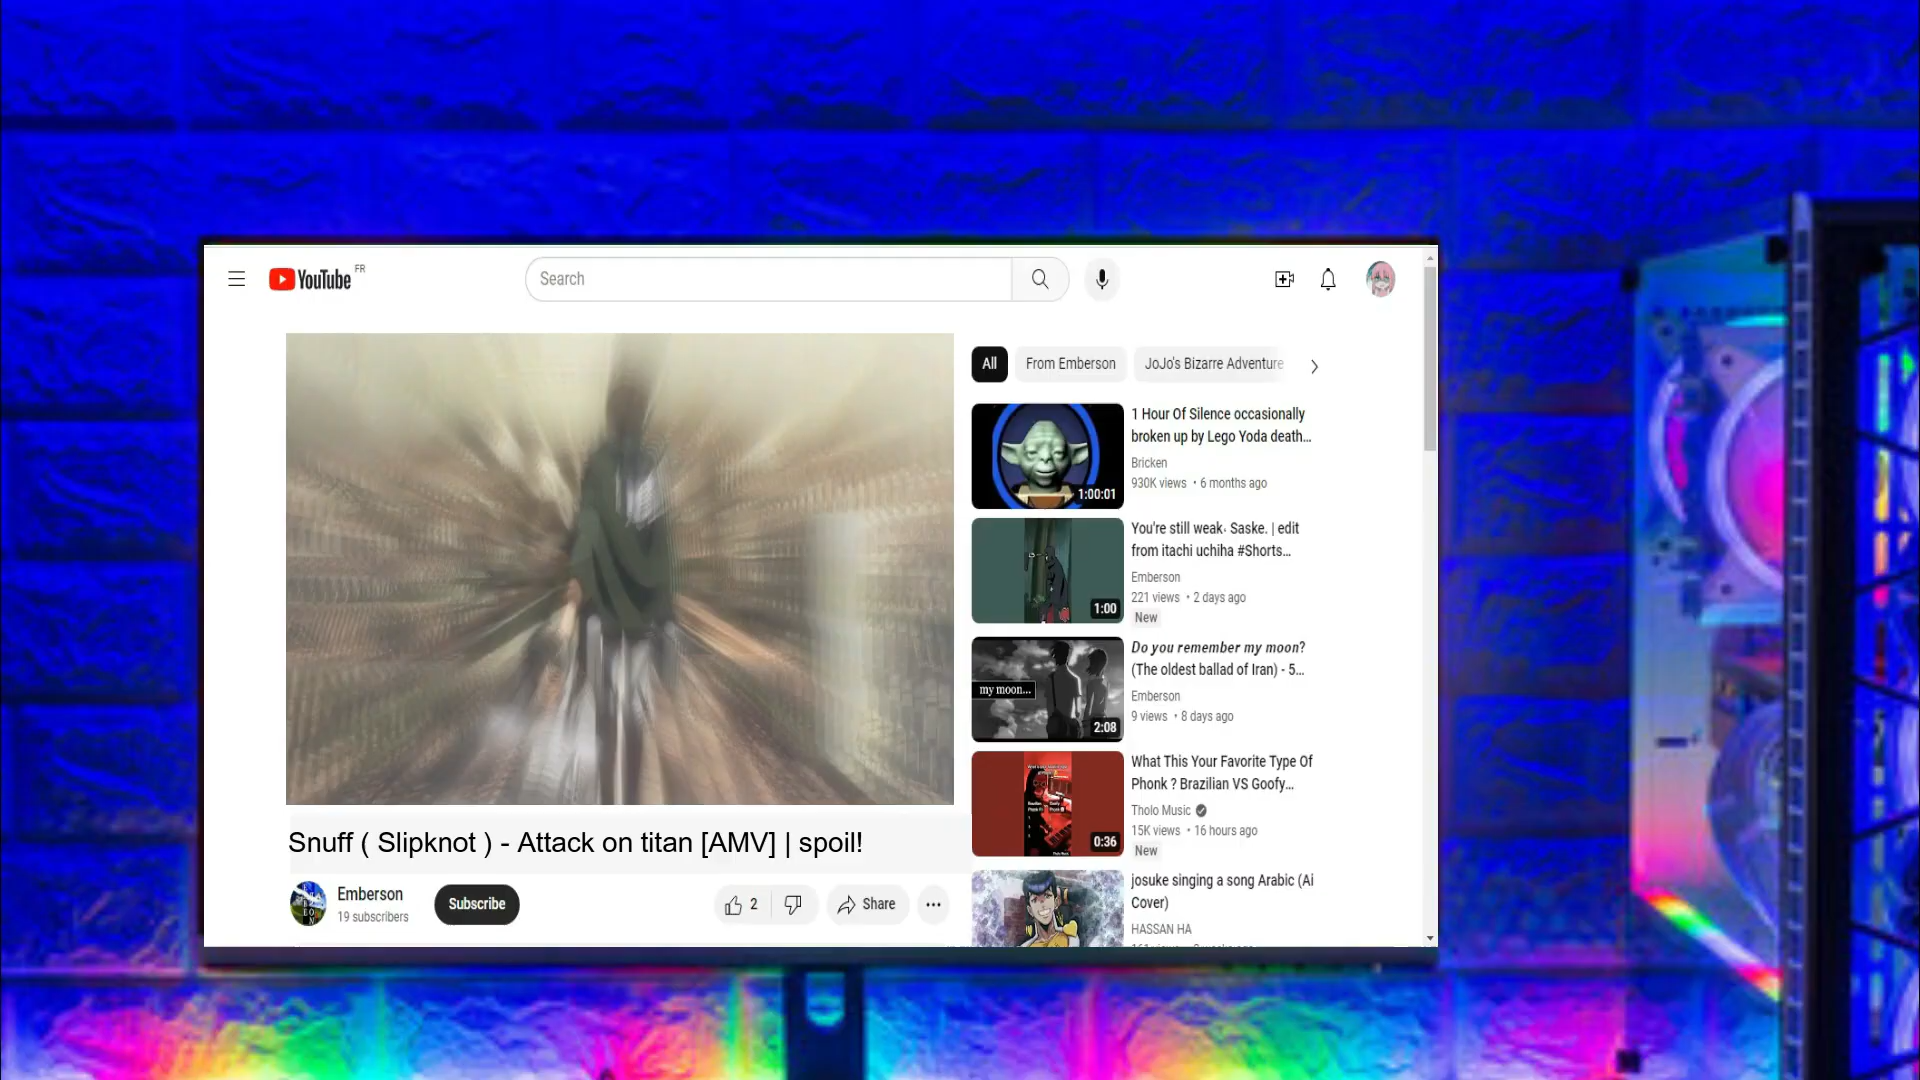 YouTube FR
Search
All
From Emberson
JoJo's Bizarre Adventure
1 Hour Of Silence occasionally
broken up by Lego Yoda death...
Bricken
930K views • 6 months ago
1:00:01
You're still weak. Saske. | edit
from itachi uchiha #Shorts...
Emberson
221 views • 2 days ago
New
1:00
Do you remember my moon?
(The oldest ballad of Iran) - 5...
Emberson
9 views • 8 days ago
my moon...
2:08
What This Your Favorite Type Of
Phonk ? Brazilian VS Goofy...
Tholo Music
15K views • 16 hours ago
New
0:36
josuke singing a song Arabic (Ai
Cover)
HASSAN HA
Snuff ( Slipknot ) - Attack on titan [AMV] | spoil!
Emberson
19 subscribers
Subscribe
2
Share